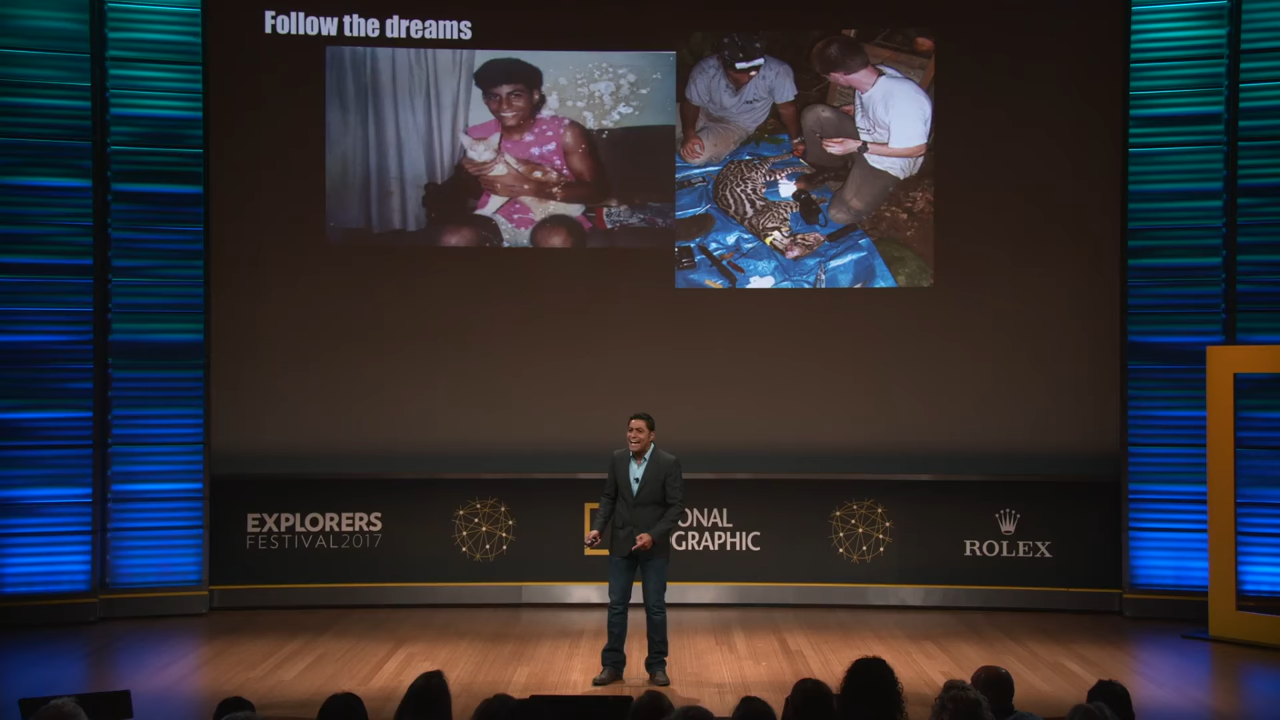 Follow the dreams
EXPLORERS
FESTIVAL2017
ONAL
GRAPHIC
ROLEX